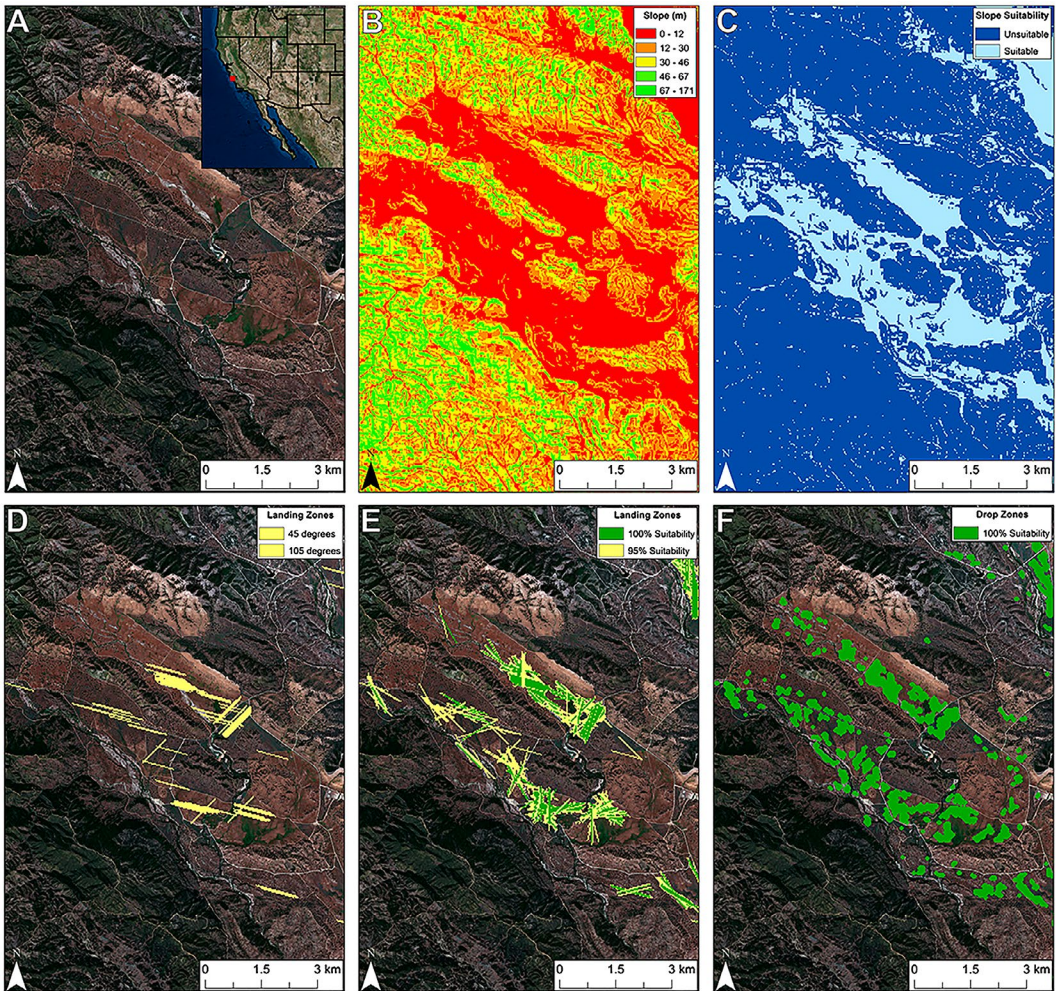 A
B
Slope (m)
0 - 12
12 - 30
30 - 46
46 - 67
67 - 171
C
Slope Suitability
Unsuitable
Suitable
N
0 1.5 3 km
N
0 1.5 3 km
N
0 1.5 3 km
D
Landing Zones
45 degrees
105 degrees
E
Landing Zones
100% Suitability
95% Suitability
F
Drop Zones
100% Suitability
N
0 1.5 3 km
N
0 1.5 3 km
N
0 1.5 3 km